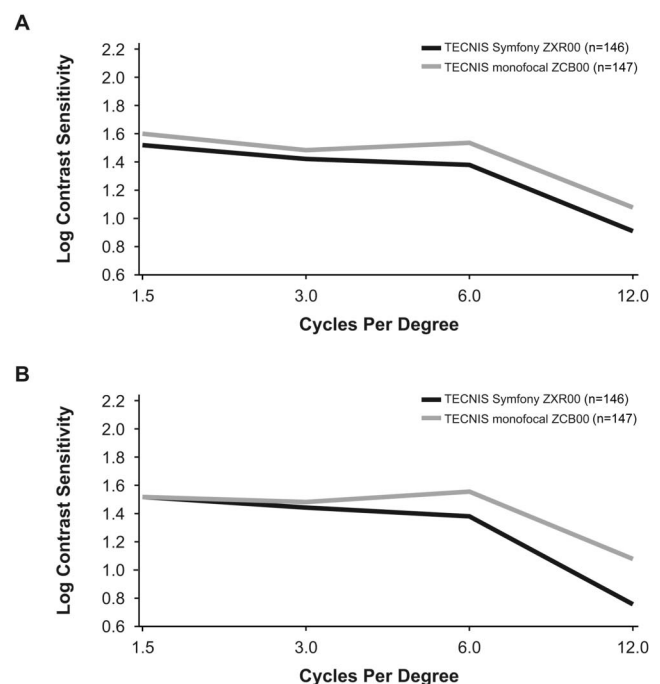 A
2.2
2.0
1.8
1.6
1.4
1.2
1.0
0.8
0.6
Log Contrast Sensitivity
TECNIS Symfony ZXR00 (n=146)
TECNIS monofocal ZCB00 (n=147)
1.5 3.0 6.0 12.0
Cycles Per Degree
B
2.2
2.0
1.8
1.6
1.4
1.2
1.0
0.8
0.6
Log Contrast Sensitivity
TECNIS Symfony ZXR00 (n=146)
TECNIS monofocal ZCB00 (n=147)
1.5 3.0 6.0 12.0
Cycles Per Degree